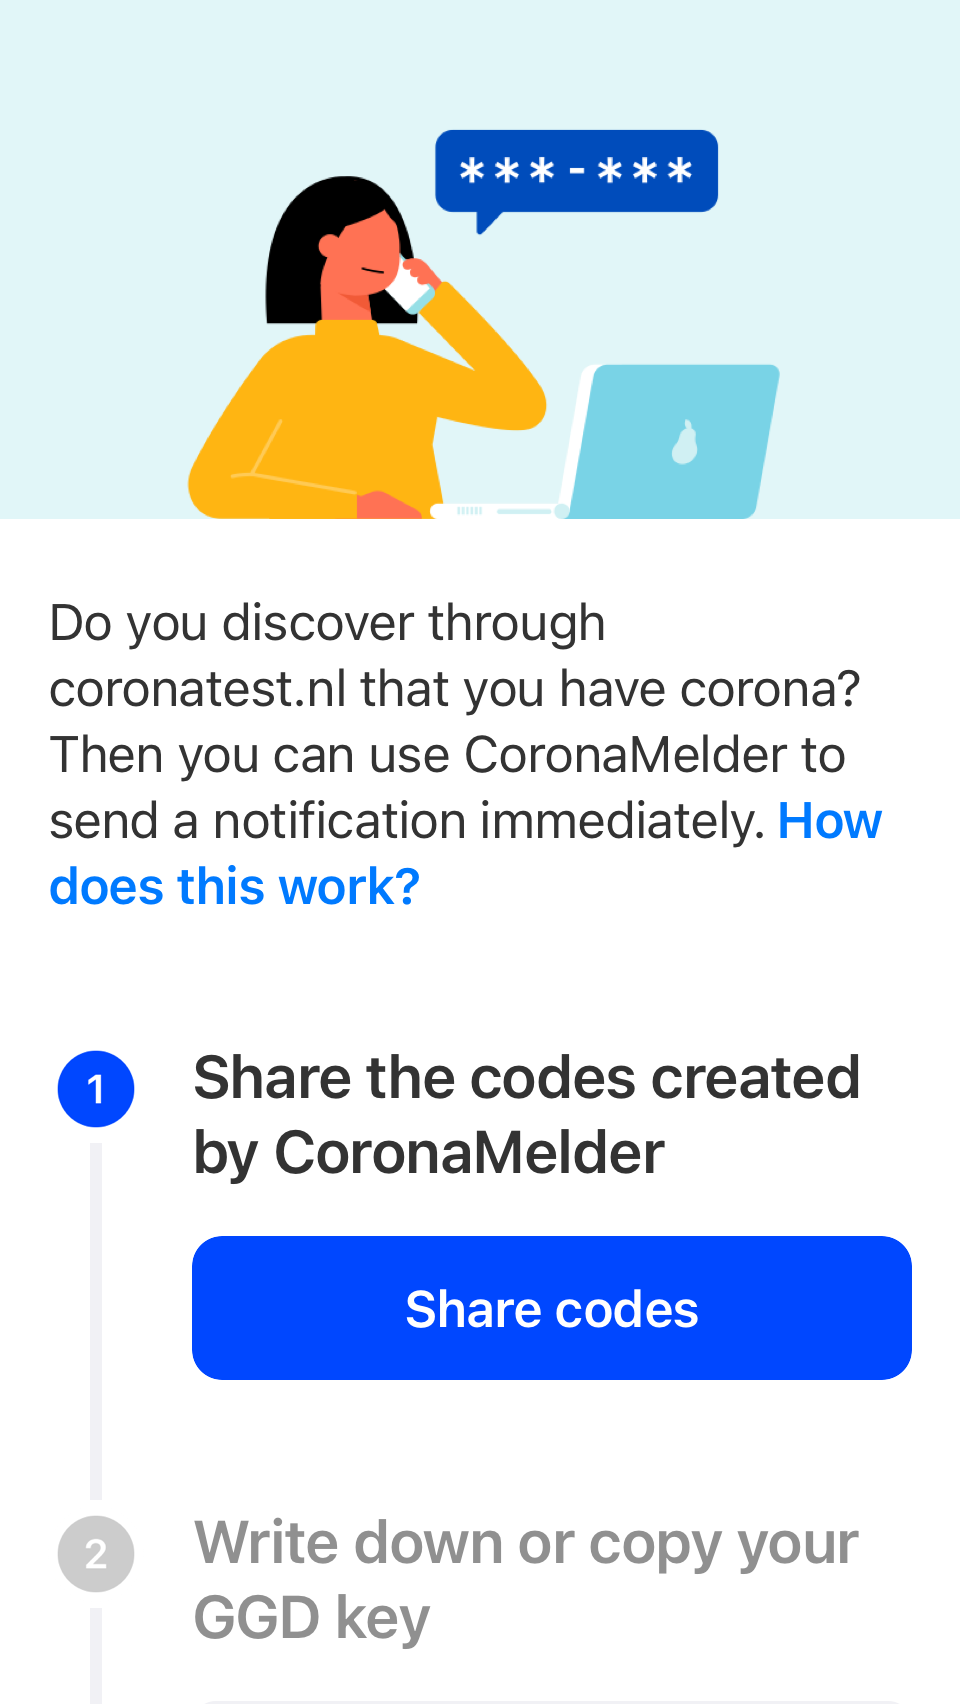 ***-***
Do you discover through
coronatest.nl that you have corona?
Then you can use CoronaMelder to
send a notification immediately. How
does this work?
1
Share the codes created
by CoronaMelder
Share codes
2
Write down or copy your
GGD key